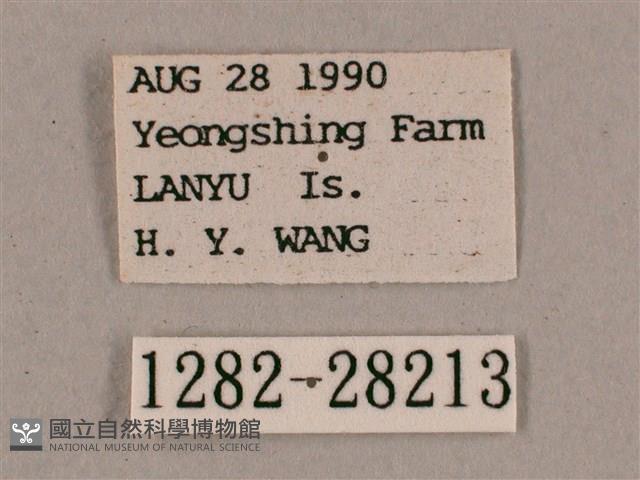 AUG 28 1990
Yeongshing Farm
LANYU Is.
H. Y. WANG
1282-28213
國立自然科學博物館
NATIONAL MUSEUM OF NATURAL SCIENCE